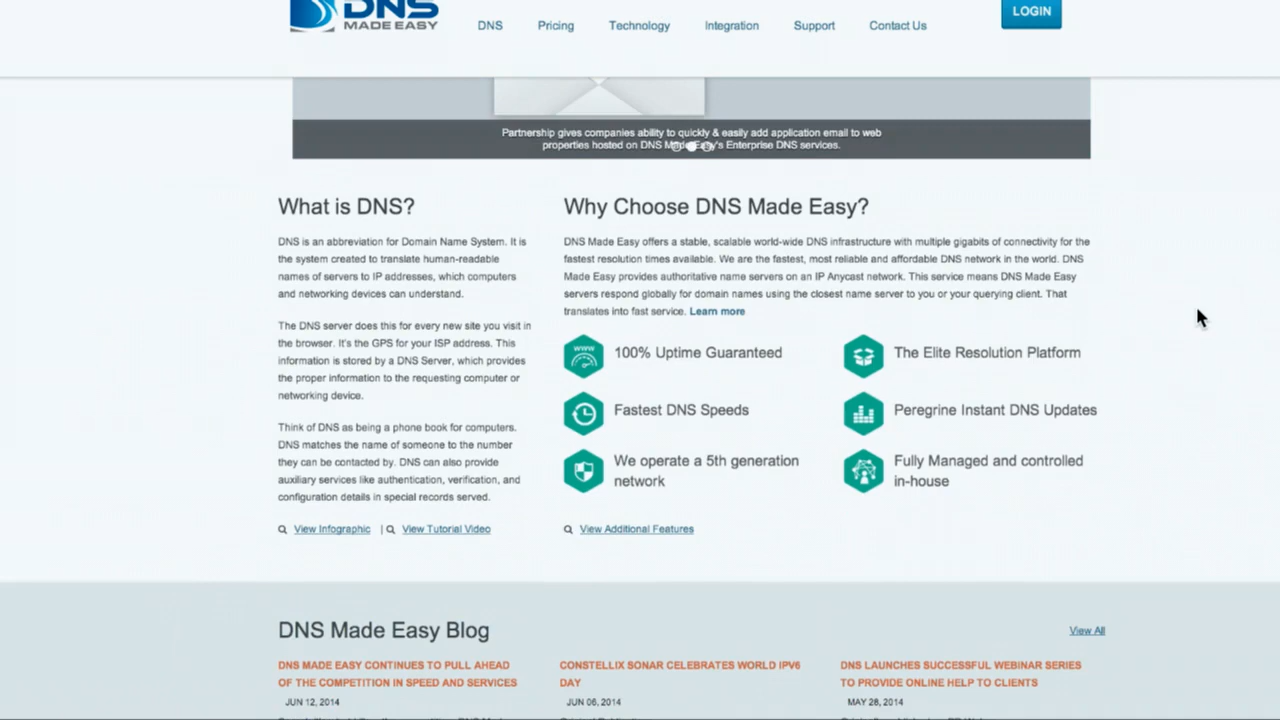 DNS
MADE EASY
DNS
Pricing
Technology
Integration
Support
Contact Us
LOGIN
Partnership gives companies ability to quickly & easily add application email to web
properties hosted on DNS Made Easy's Enterprise DNS services.
What is DNS?
DNS is an abbreviation for Domain Name System. It is
the system created to translate human-readable
names of servers to IP addresses, which computers
and networking devices can understand.
The DNS server does this for every new site you visit in
the browser. It's the GPS for your ISP address. This
information is stored by a DNS Server, which provides
the proper information to the requesting computer or
networking device.
Think of DNS as being a phone book for computers.
DNS matches the name of someone to the number
they can be contacted by. DNS can also provide
auxiliary services like authentication, verification, and
configuration details in special records served.
View Infographic | View Tutorial Video
Why Choose DNS Made Easy?
DNS Made Easy offers a stable, scalable world-wide DNS infrastructure with multiple gigabits of connectivity for the
fastest resolution times available. We are the fastest, most reliable and affordable DNS network in the world. DNS
Made Easy provides authoritative name servers on an IP Anycast network. This service means DNS Made Easy
servers respond globally for domain names using the closest name server to you or your querying client. That
translates into fast service. Learn more
WWW
100% Uptime Guaranteed
The Elite Resolution Platform
Fastest DNS Speeds
Peregrine Instant DNS Updates
We operate a 5th generation
network
Fully Managed and controlled
in-house
View Additional Features
DNS Made Easy Blog
View All
DNS MADE EASY CONTINUES TO PULL AHEAD
OF THE COMPETITION IN SPEED AND SERVICES
JUN 12, 2014
CONSTELLIX SONAR CELEBRATES WORLD IPV6
DAY
JUN 06, 2014
DNS LAUNCHES SUCCESSFUL WEBINAR SERIES
TO PROVIDE ONLINE HELP TO CLIENTS
MAY 28, 2014